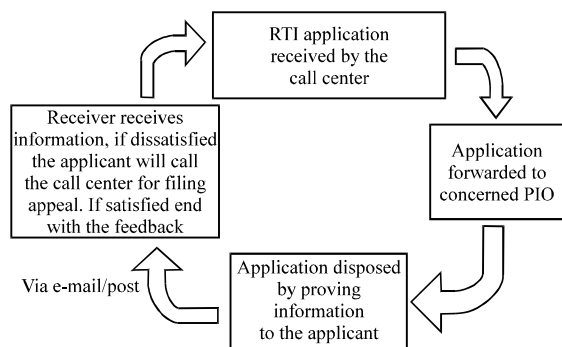 RTI application
received by the
call center
Application
forwarded to
concerned PIO
Application disposed
by proving
information
to the applicant
Via e-mail/post
Receiver receives
information, if dissatisfied
the applicant will call
the call center for filing
appeal. If satisfied end
with the feedback